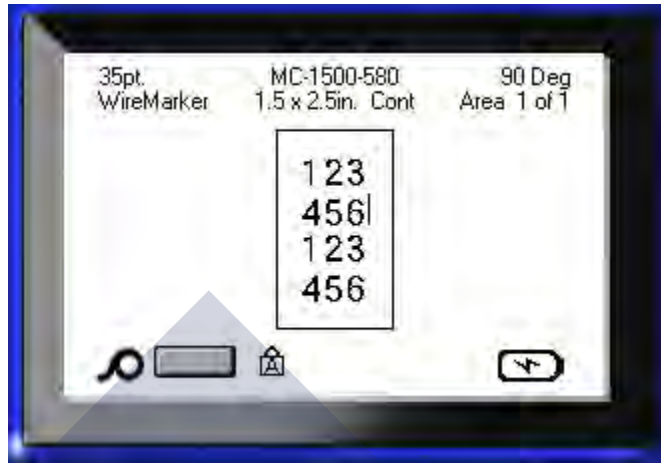 35pt. MC-1500-580 90 Deg
WireMarker 1.5 x 2.5in. Cont Area 1 of 1
123
456
123
456
A